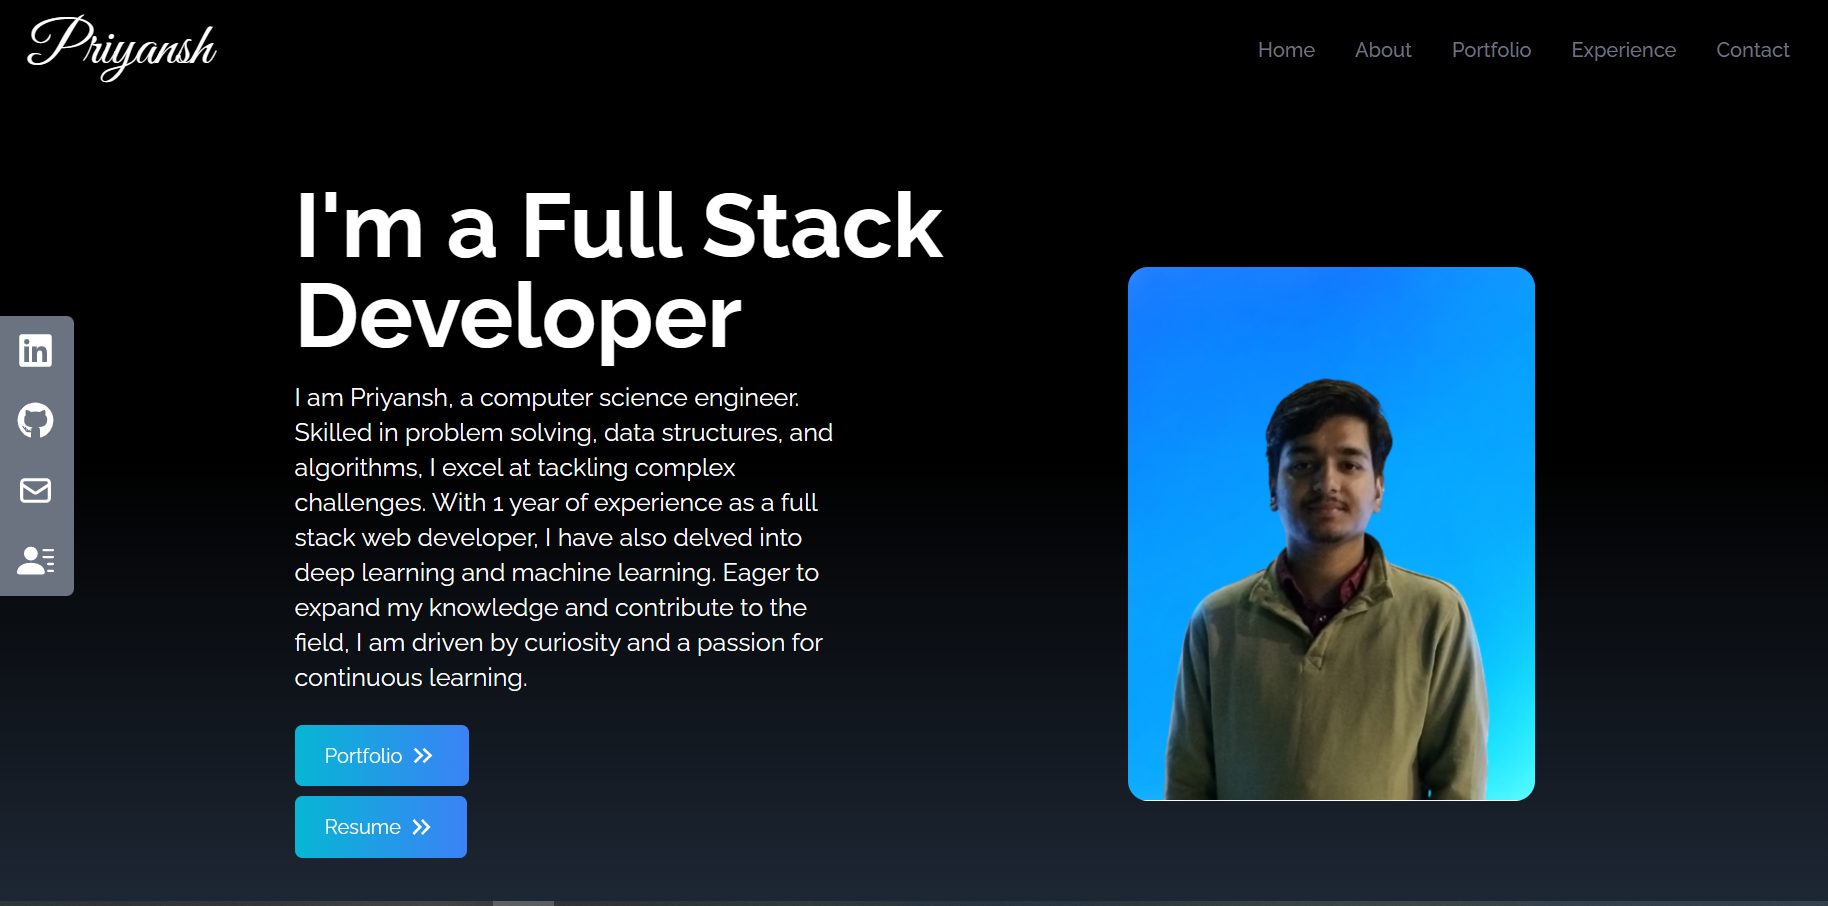 Priyansh
Home About Portfolio Experience Contact
I'm a Full Stack
Developer
I am Priyansh, a computer science engineer.
Skilled in problem solving, data structures, and
algorithms, I excel at tackling complex
challenges. With 1 year of experience as a full
stack web developer, I have also delved into
deep learning and machine learning. Eager to
expand my knowledge and contribute to the
field, I am driven by curiosity and a passion for
continuous learning.
Portfolio
Resume
in